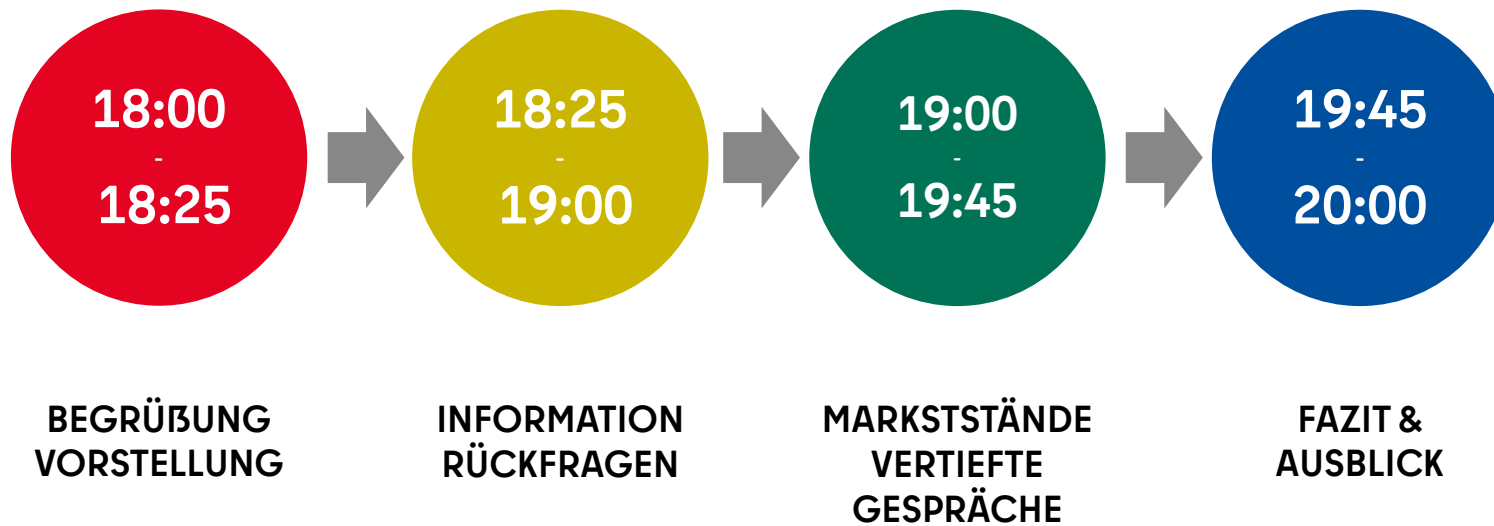 18:00
-
18:25
18:25
-
19:00
19:00
-
19:45
19:45
-
20:00
BEGRÜẞUNG
VORSTELLUNG
INFORMATION
RÜCKFRAGEN
MARKSTSTÄNDE
VERTIEFTE
GESPRÄCHE
FAZIT &
AUSBLICK